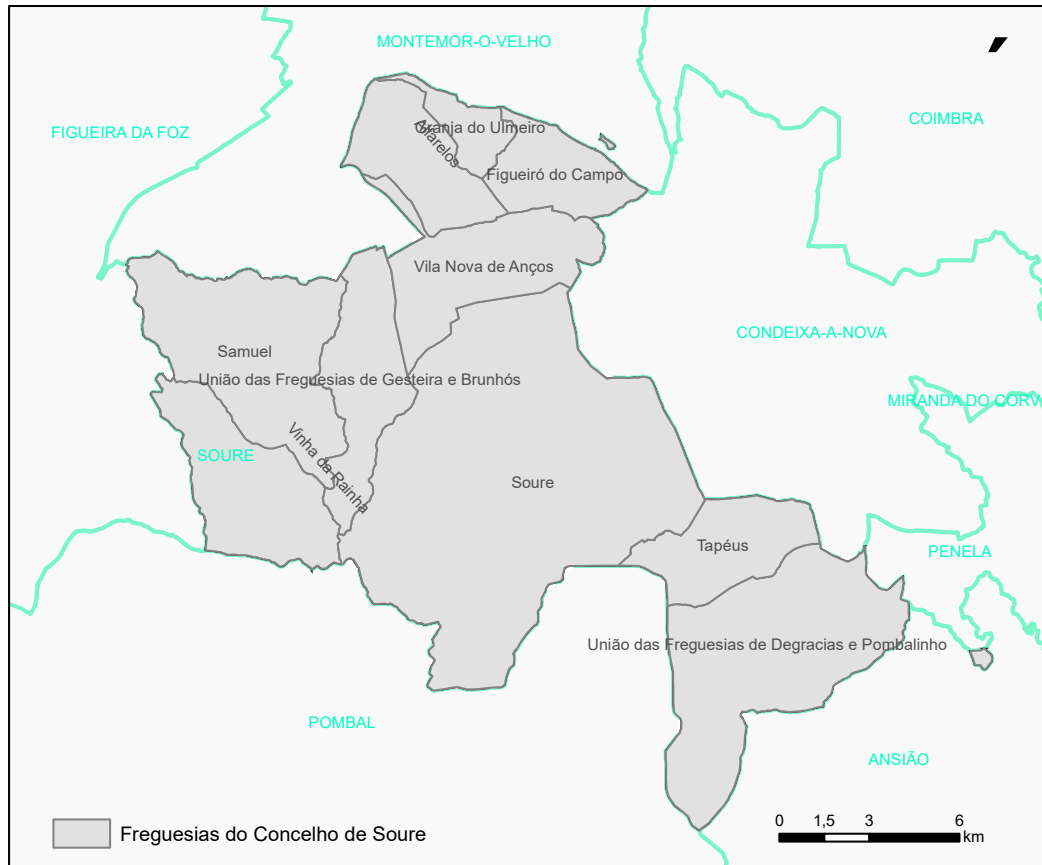 MONTEMOR-O-VELHO
FIGUEIRA DA FOZ
COIMBRA
Granja do Ulmeiro
Alfarelos
Figueiró do Campo
Vila Nova de Anços
CONDEIXA-A-NOVA
Samuel
União das Freguesias de Gesteira e Brunhós
MIRANDA DO CORV
SOURE
Vinha da Rainha
Soure
Tapéus
PENELA
União das Freguesias de Degracias e Pombalinho
POMBAL
ANSIÃO
Freguesias do Concelho de Soure
0 1,5 3 6
km